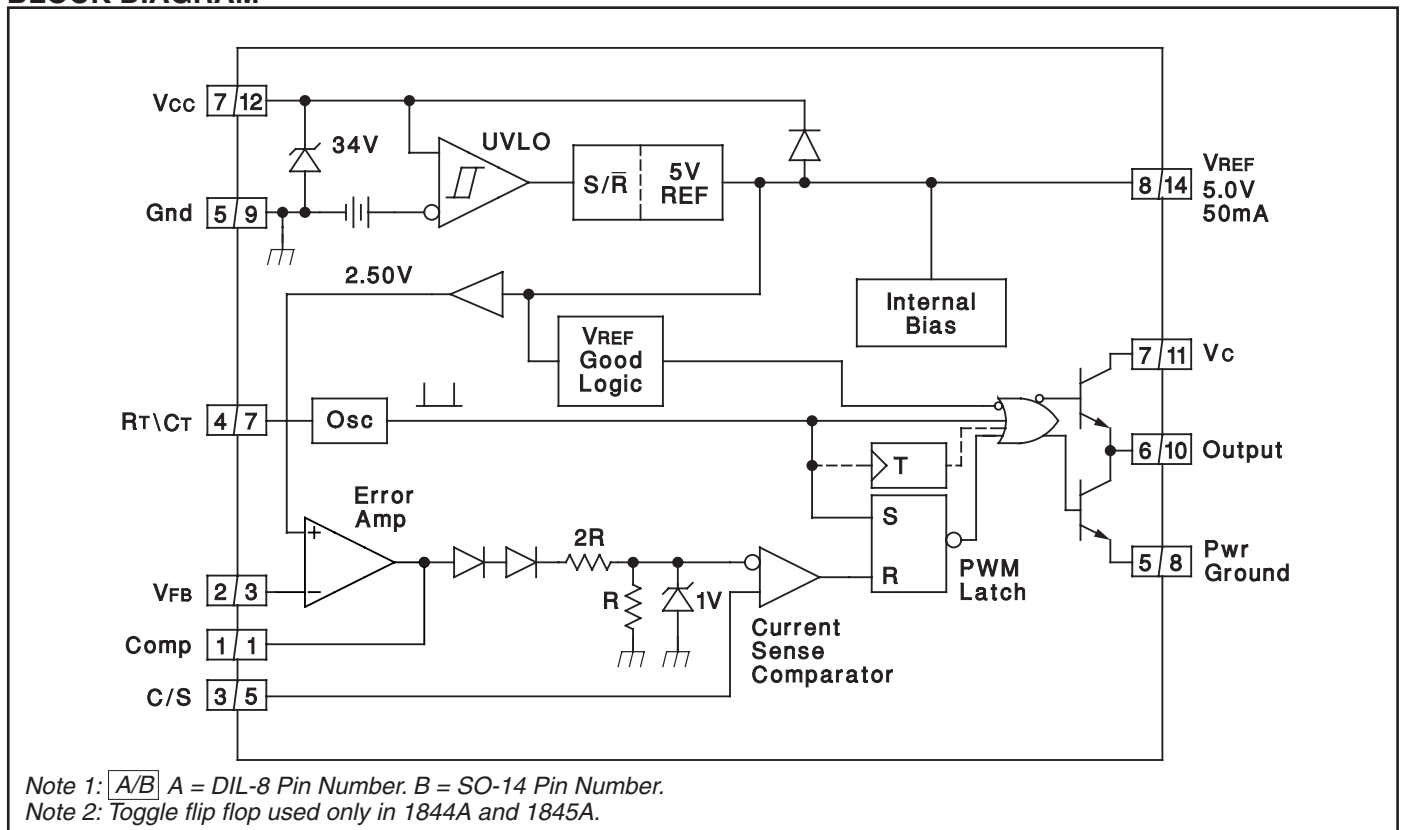 BLOCK DIAGRAM
VCC 7/12
34V
UVLO
S/R̅
5V
REF
VREF
5.0V
50mA
8/14
Gnd 5/9
2.50V
Internal
Bias
VREF
Good
Logic
7/11 VC
RT\CT 4/7
Osc
T
6/10 Output
Error
Amp
+
−
2R
S
R
PWM
Latch
R
1V
5/8 Pwr
Ground
VFB 2/3
Comp 1/1
Current
Sense
Comparator
C/S 3/5
Note 1: A/B A = DIL-8 Pin Number. B = SO-14 Pin Number.
Note 2: Toggle flip flop used only in 1844A and 1845A.